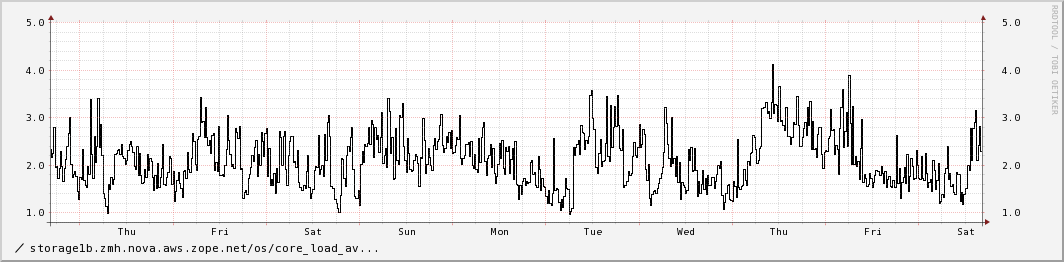 5.0 5.0
4.0 4.0
3.0 3.0
2.0 2.0
1.0 1.0
Thu Fri Sat Sun Mon Tue Wed Thu Fri Sat
storage1b.zmh.nova.aws.zope.net/os/core_load_av...
RRDTOOL / TOBI OETIKER